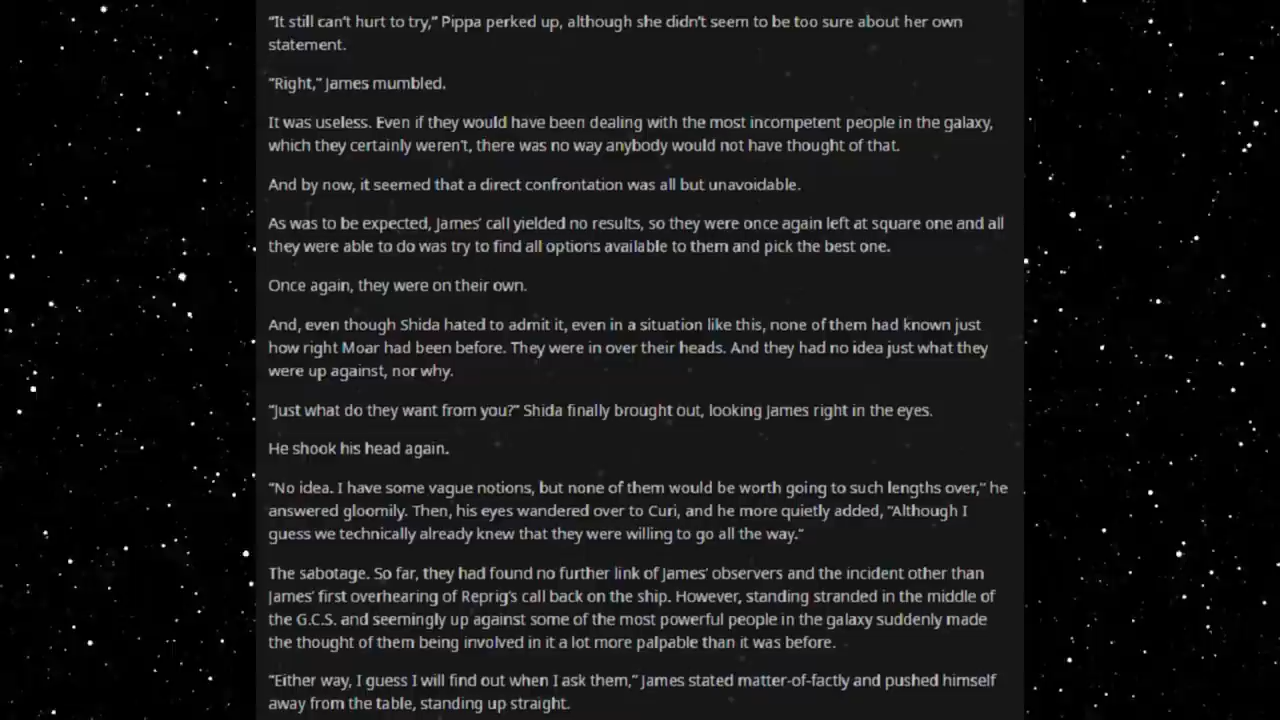 “It still can’t hurt to try,” Pippa perked up, although she didn’t seem to be too sure about her own
statement.
“Right,” James mumbled.
It was useless. Even if they would have been dealing with the most incompetent people in the galaxy,
which they certainly weren’t, there was no way anybody would not have thought of that.
And by now, it seemed that a direct confrontation was all but unavoidable.
As was to be expected, James’ call yielded no results, so they were once again left at square one and all
they were able to do was try to find all options available to them and pick the best one.
Once again, they were on their own.
And, even though Shida hated to admit it, even in a situation like this, none of them had known just
how right Moar had been before. They were in over their heads. And they had no idea just what they
were up against, nor why.
“Just what do they want from you?” Shida finally brought out, looking James right in the eyes.
He shook his head again.
“No idea. I have some vague notions, but none of them would be worth going to such lengths over,” he
answered gloomily. Then, his eyes wandered over to Curi, and he more quietly added, “Although I
guess we technically already knew that they were willing to go all the way.”
The sabotage. So far, they had found no further link of James’ observers and the incident other than
James’ first overhearing of Reprig’s call back on the ship. However, standing stranded in the middle of
the G.C.S. and seemingly up against some of the most powerful people in the galaxy suddenly made
the thought of them being involved in it a lot more palpable than it was before.
“Either way, I guess I will find out when I ask them,” James stated matter-of-factly and pushed himself
away from the table, standing up straight.